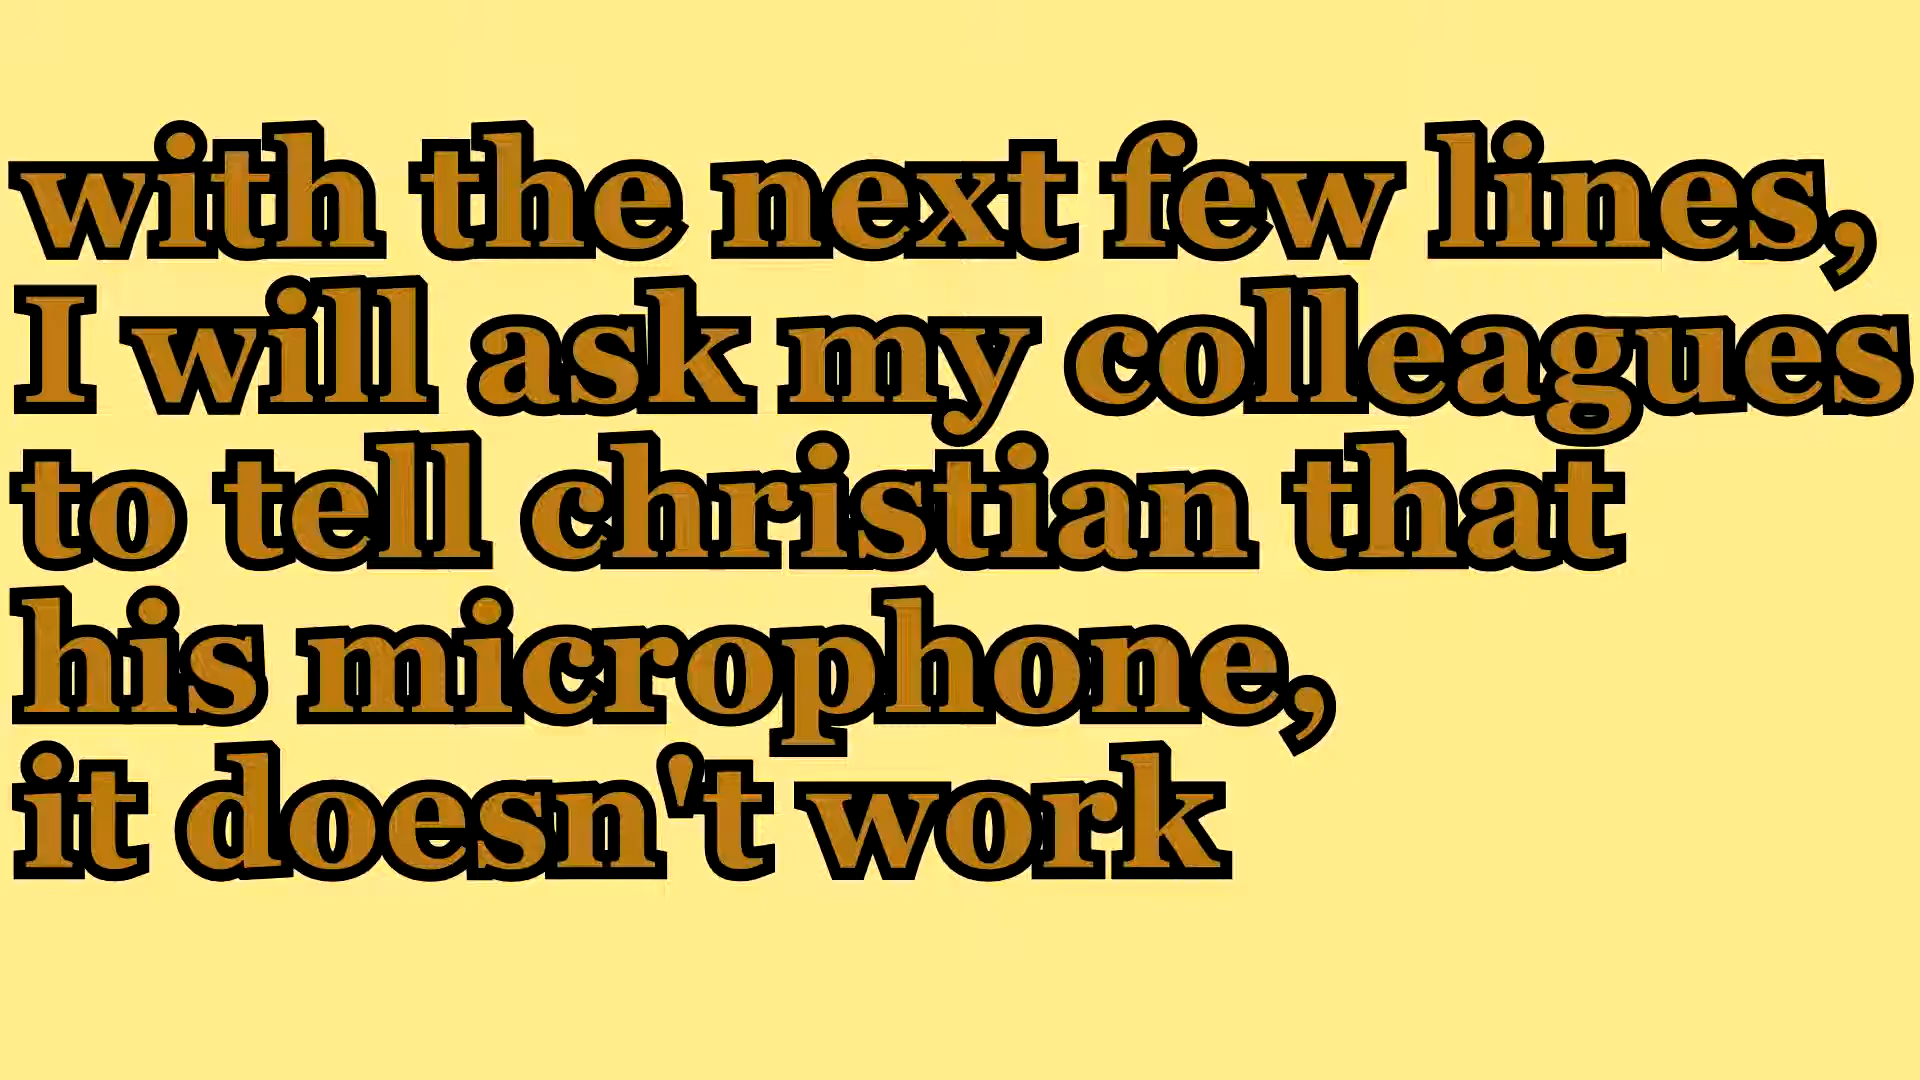 with the next few lines,
I will ask my colleagues
to tell christian that
his microphone,
it doesn't work